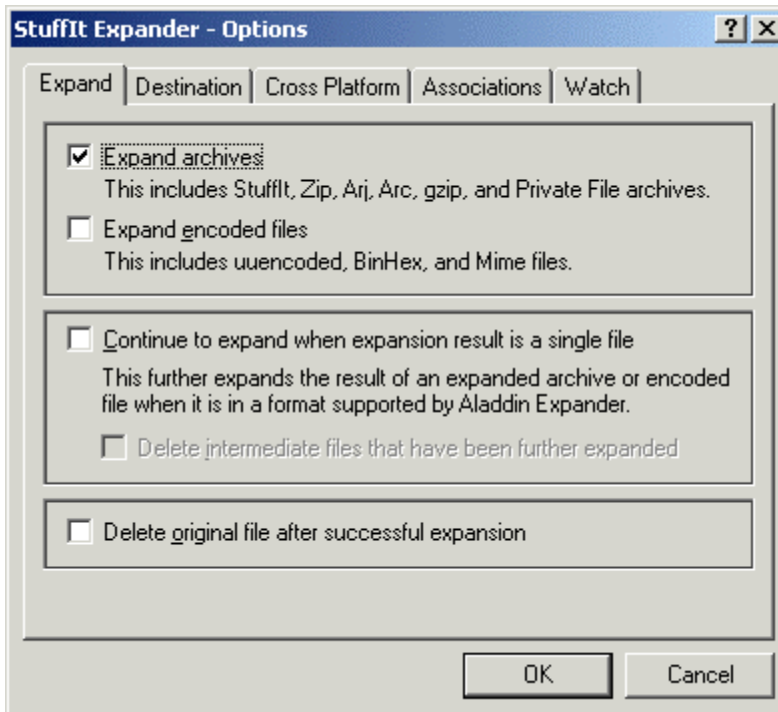 StuffIt Expander - Options
Expand Destination Cross Platform Associations Watch
Expand archives
This includes StuffIt, Zip, Arj, Arc, gzip, and Private File archives.
Expand encoded files
This includes uuencoded, BinHex, and Mime files.
Continue to expand when expansion result is a single file
This further expands the result of an expanded archive or encoded
file when it is in a format supported by Aladdin Expander.
Delete intermediate files that have been further expanded
Delete original file after successful expansion
OK Cancel